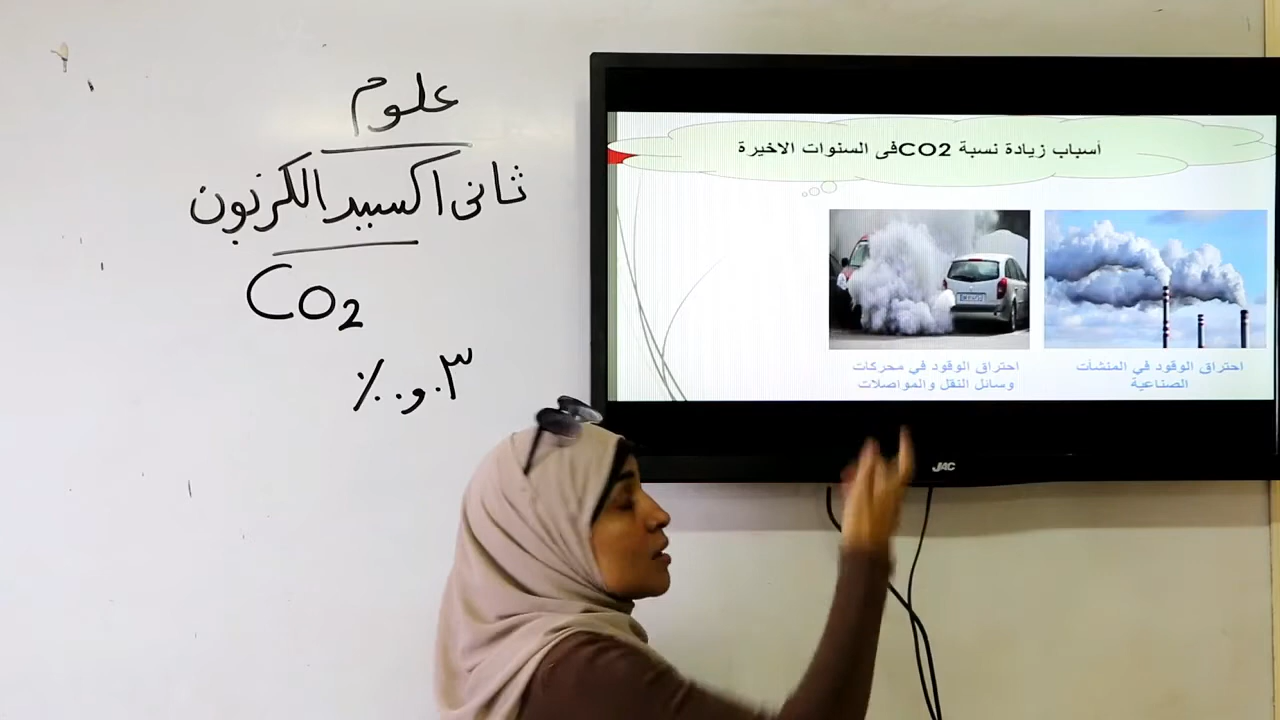 علوم
ثانى اكسيد الكربون
CO2
٠٫٠٣ ٪
أسباب زيادة نسبة CO2فى السنوات الاخيرة
احتراق الوقود في المنشآت
الصناعية
احتراق الوقود في محركات
وسائل النقل والمواصلات
JAC